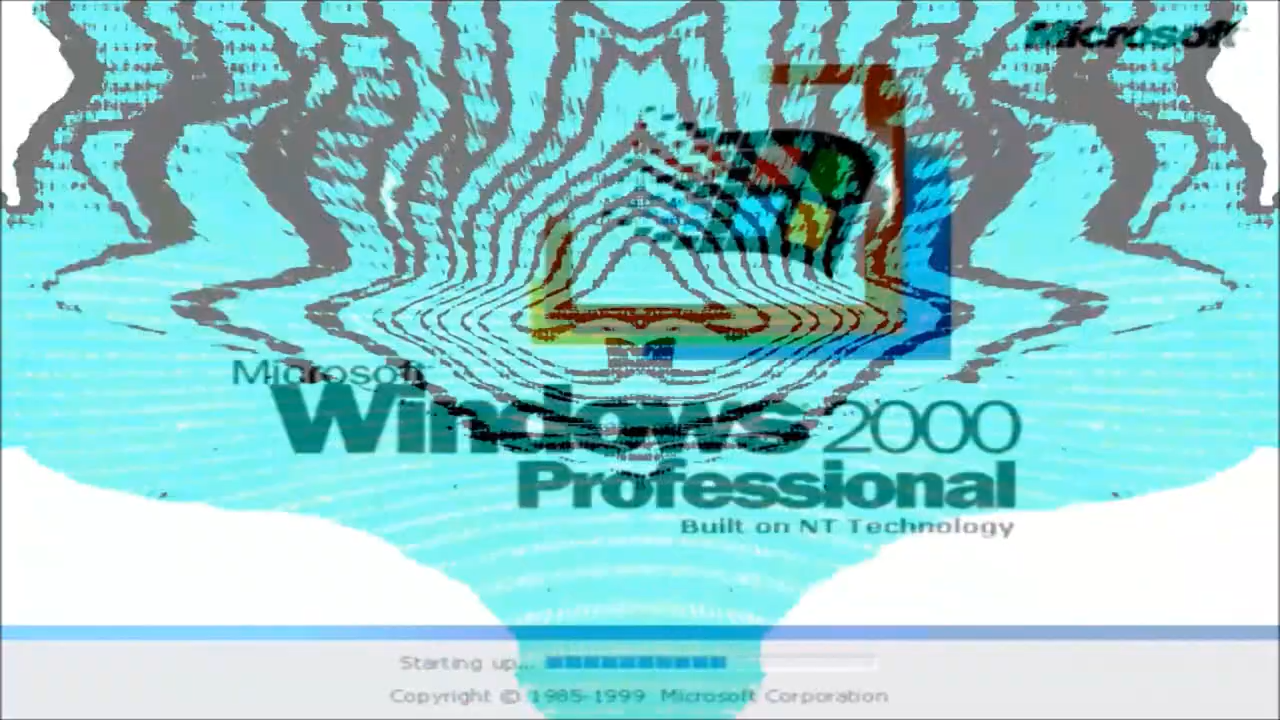 Microsoft
Microsoft
Windows 2000
Professional
Built on NT Technology
Starting up...
Copyright © 1985-1999 Microsoft Corporation